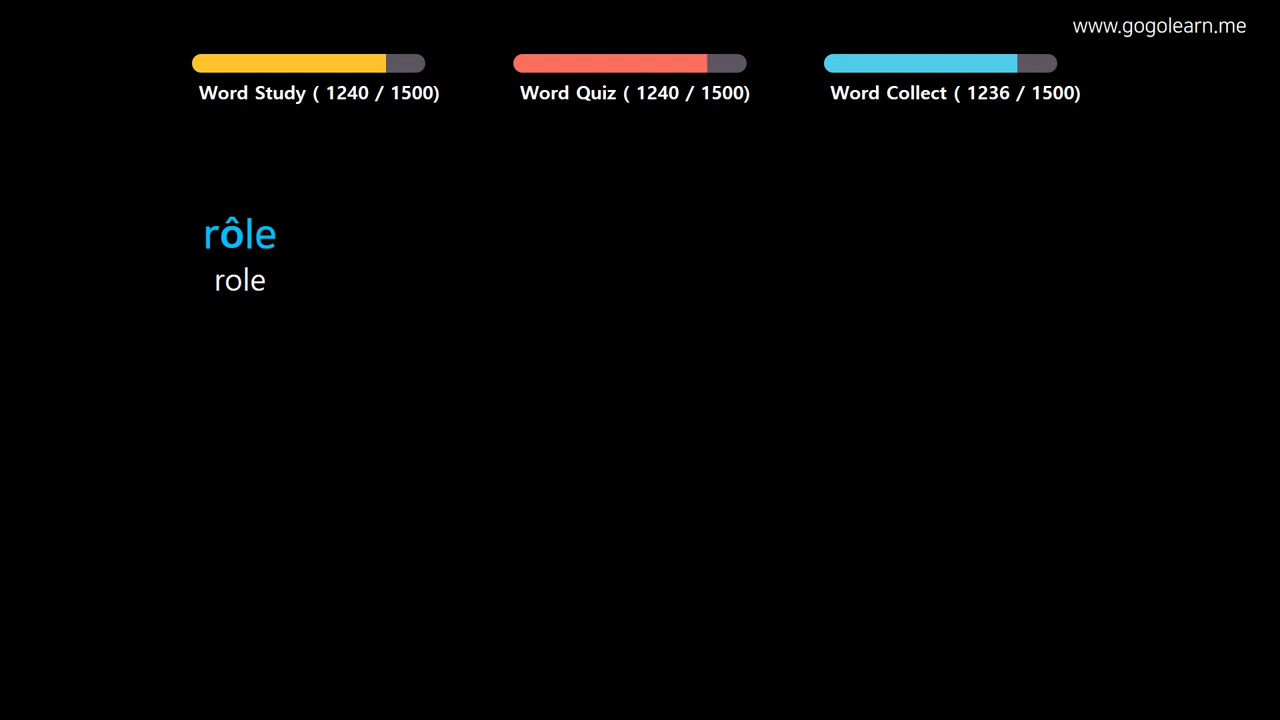 www.gogolearn.me
Word Study ( 1240 / 1500)
Word Quiz ( 1240 / 1500)
Word Collect ( 1236 / 1500)
rôle
role